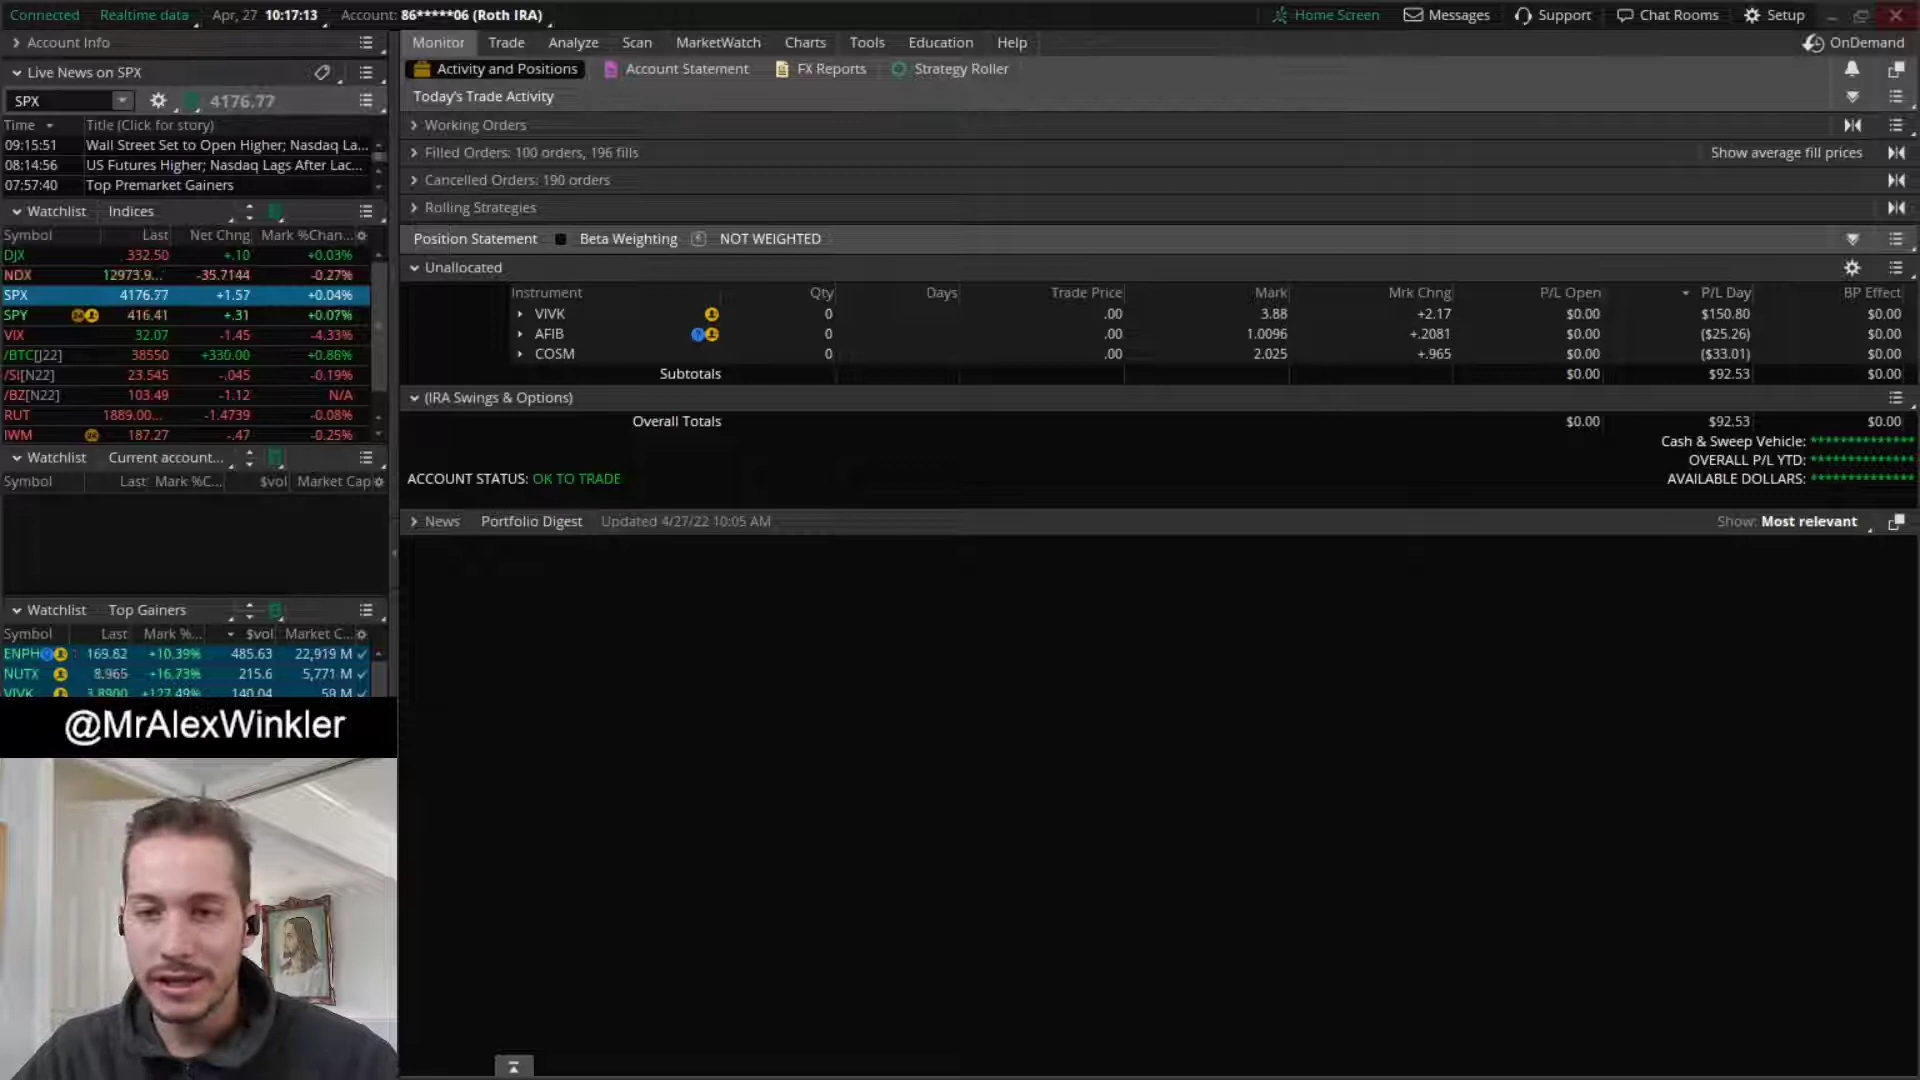 Connected Realtime data Apr, 27 10:17:13 Account: 86*****06 (Roth IRA) Home Screen Messages Support Chat Rooms Setup
Account Info
Monitor Trade Analyze Scan MarketWatch Charts Tools Education Help OnDemand
Live News on SPX
Activity and Positions Account Statement FX Reports Strategy Roller
SPX 4176.77
Today's Trade Activity
Time Title (Click for story)
09:15:51 Wall Street Set to Open Higher; Nasdaq La...
08:14:56 US Futures Higher; Nasdaq Lags After Lac...
07:57:40 Top Premarket Gainers
Working Orders
Filled Orders: 100 orders, 196 fills Show average fill prices
Cancelled Orders: 190 orders
Rolling Strategies
Watchlist Indices
Symbol Last Net Chng Mark %Chan...
DJX 332.50 +.10 +0.03%
NDX 12973.9... -35.7144 -0.27%
SPX 4176.77 +1.57 +0.04%
SPY 416.41 +.31 +0.07%
VIX 32.07 -1.45 -4.33%
/BTC[J22] 38550 +330.00 +0.86%
/SI[N22] 23.545 -.045 -0.19%
/BZ[N22] 103.49 -1.12 N/A
RUT 1889.00... -1.4739 -0.08%
IWM 187.27 -.47 -0.25%
Position Statement Beta Weighting NOT WEIGHTED
Unallocated
Instrument Qty Days Trade Price Mark Mrk Chng P/L Open P/L Day BP Effect
VIVK 0 .00 3.88 +2.17 $0.00 $150.80 $0.00
AFIB 0 .00 1.0096 +.2081 $0.00 ($25.26) $0.00
COSM 0 .00 2.025 +.965 $0.00 ($33.01) $0.00
Subtotals $0.00 $92.53 $0.00
(IRA Swings & Options)
Overall Totals $0.00 $92.53 $0.00
Cash & Sweep Vehicle: **************
OVERALL P/L YTD: **************
ACCOUNT STATUS: OK TO TRADE AVAILABLE DOLLARS: **************
Watchlist Current account...
Symbol Last Mark %C... $vol Market Cap
News Portfolio Digest Updated 4/27/22 10:05 AM Show: Most relevant
Watchlist Top Gainers
Symbol Last Mark %... $vol Market C...
ENPH 169.82 +10.39% 485.63 22,919 M
NUTX 8.965 +16.73% 215.6 5,771 M
VIVK 3.8900 +127.49% 140.04 59 M
@MrAlexWinkler